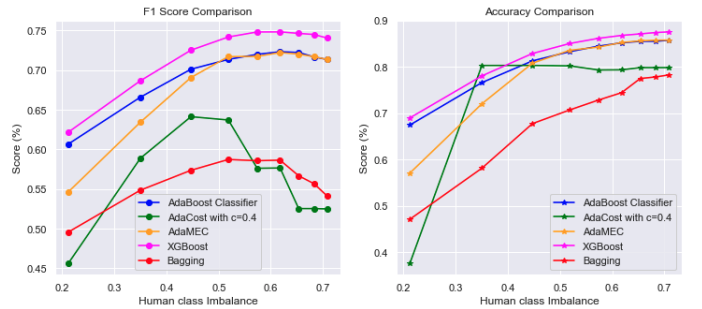 F1 Score Comparison
0.75
0.70
0.65
0.60
0.55
0.50
0.45
Score (%)
0.2 0.3 0.4 0.5 0.6 0.7
Human class Imbalance
AdaBoost Classifier
AdaCost with c=0.4
AdaMEC
XGBoost
Bagging
Accuracy Comparison
0.9
0.8
0.7
0.6
0.5
0.4
Score (%)
0.2 0.3 0.4 0.5 0.6 0.7
Human class Imbalance
AdaBoost Classifier
AdaCost with c=0.4
AdaMEC
XGBoost
Bagging